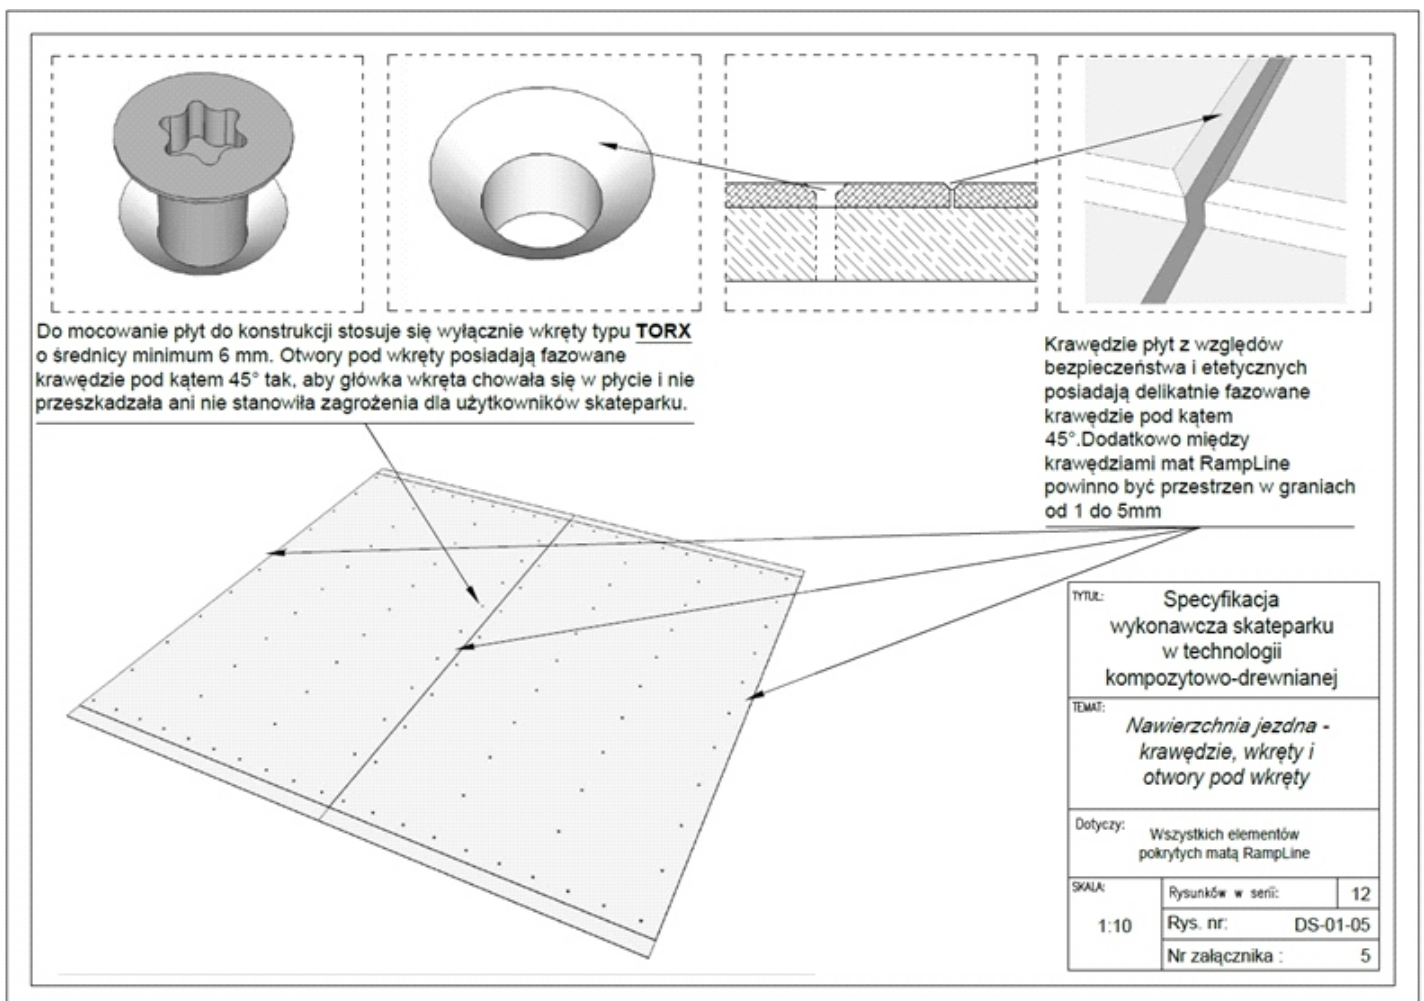 Do mocowanie płyt do konstrukcji stosuje się wyłącznie wkręty typu TORX
o średnicy minimum 6 mm. Otwory pod wkręty posiadają fazowane
krawędzie pod kątem 45° tak, aby główka wkręta chowała się w płycie i nie
przeszkadzała ani nie stanowiła zagrożenia dla użytkowników skateparku.
Krawędzie płyt z względów
bezpieczeństwa i etetycznych
posiadają delikatnie fazowane
krawędzie pod kątem
45°.Dodatkowo między
krawędziami mat RampLine
powinno być przestrzen w graniach
od 1 do 5mm
TYTUŁ:
Specyfikacja
wykonawcza skateparku
w technologii
kompozytowo-drewnianej
TEMAT:
Nawierzchnia jezdna -
krawędzie, wkręty i
otwory pod wkręty
Dotyczy:
Wszystkich elementów
pokrytych matą RampLine
SKALA:
1:10
Rysunków w serii: 12
Rys. nr: DS-01-05
Nr załącznika : 5